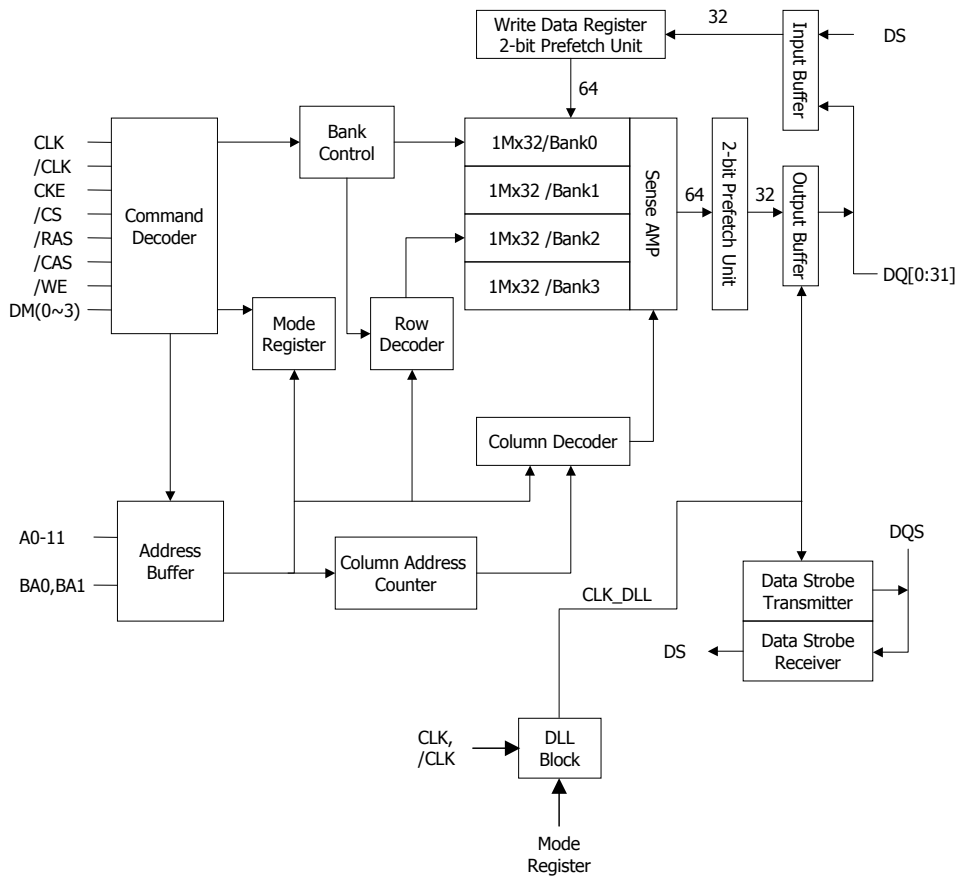 Write Data Register
2-bit Prefetch Unit
32
Input Buffer
DS
64
CLK
/CLK
CKE
/CS
/RAS
/CAS
/WE
DM(0~3)
Command
Decoder
Bank
Control
1Mx32/Bank0
1Mx32 /Bank1
1Mx32 /Bank2
1Mx32 /Bank3
Sense AMP
64
2-bit Prefetch Unit
32
Output Buffer
DQ[0:31]
Mode
Register
Row
Decoder
Column Decoder
A0-11
BA0,BA1
Address
Buffer
Column Address
Counter
CLK_DLL
DQS
Data Strobe
Transmitter
Data Strobe
Receiver
DS
CLK,
/CLK
DLL
Block
Mode
Register